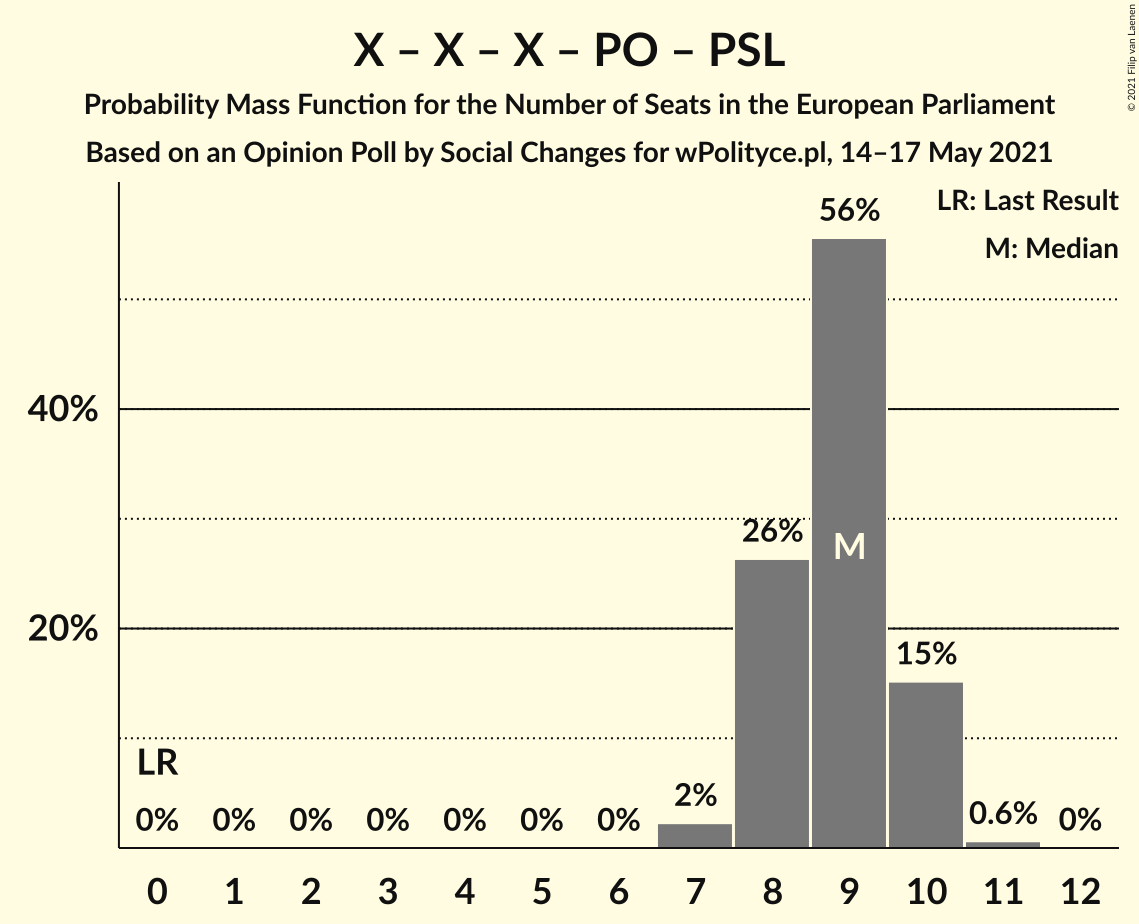 X – X – X – PO – PSL
Probability Mass Function for the Number of Seats in the European Parliament
Based on an Opinion Poll by Social Changes for wPolityce.pl, 14–17 May 2021
© 2021 Filip van Laenen
LR: Last Result
M: Median
56%
40%
26%
M
20%
15%
LR
2%
0% 0% 0% 0% 0% 0% 0% 0.6% 0%
0 1 2 3 4 5 6 7 8 9 10 11 12